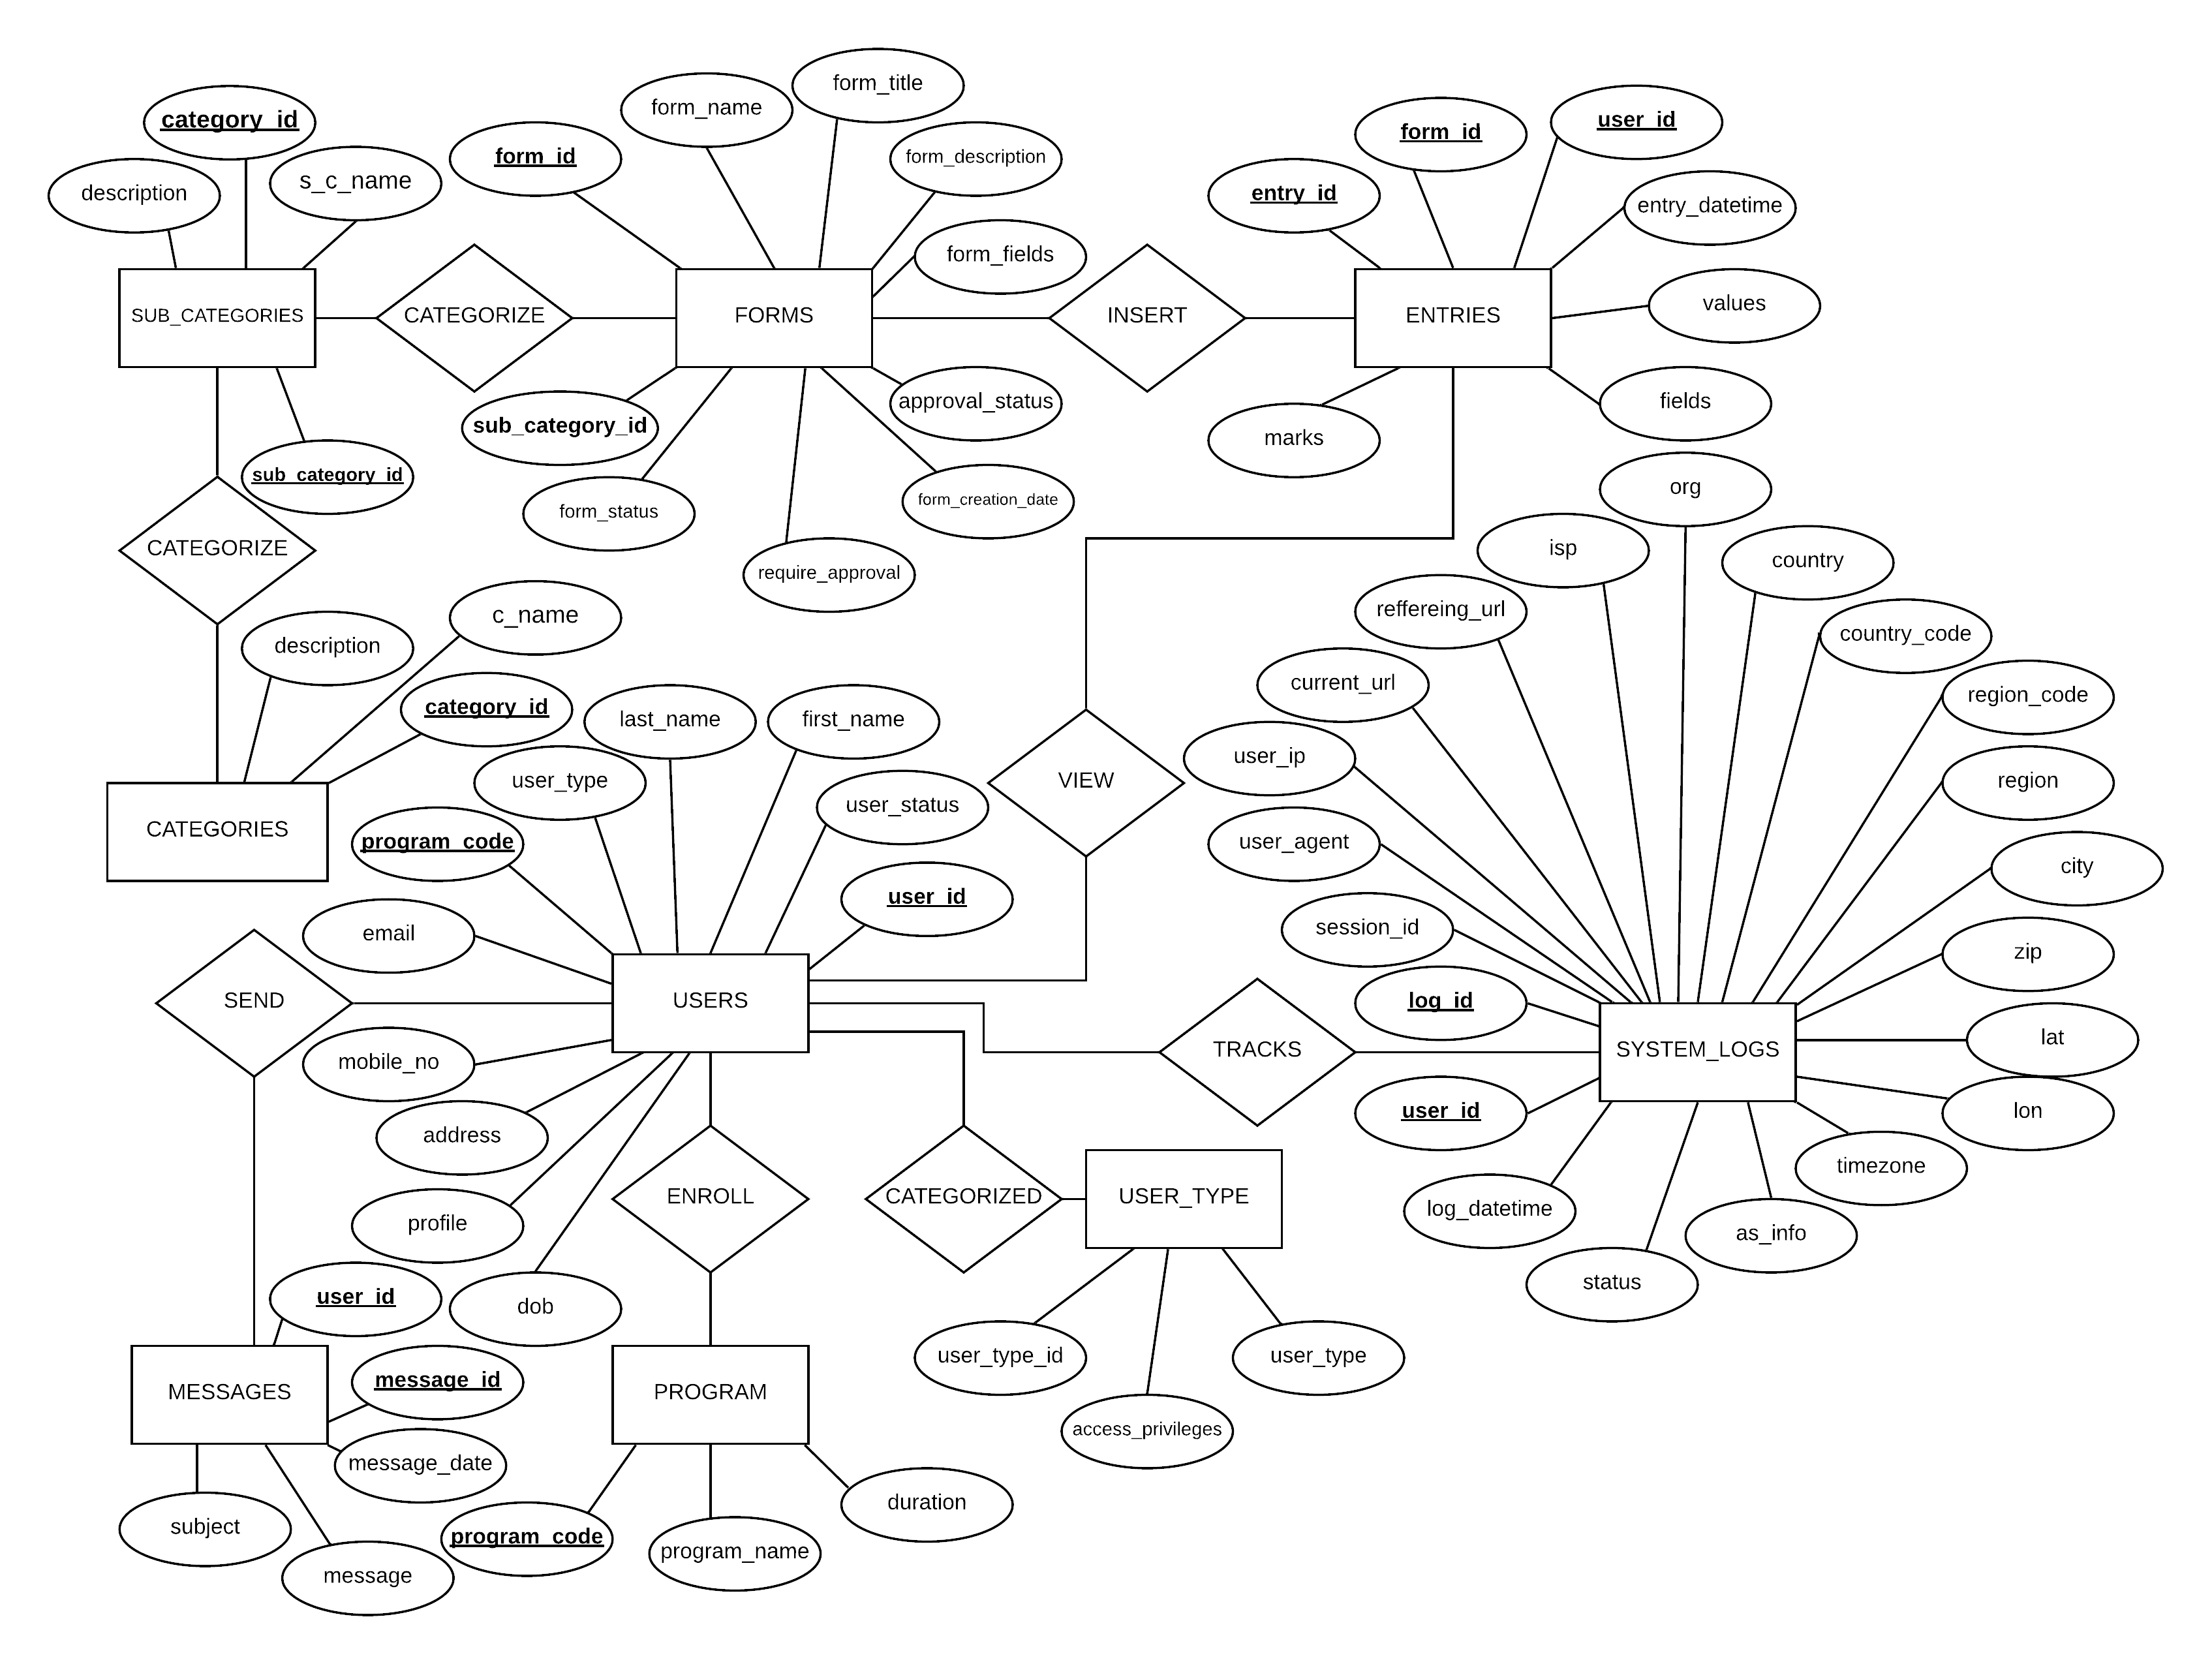 form_title
form_name
category_id
user_id
form_id
form_id
form_description
s_c_name
description
entry_id
entry_datetime
form_fields
values
SUB_CATEGORIES
CATEGORIZE
FORMS
INSERT
ENTRIES
approval_status
fields
sub_category_id
marks
sub_category_id
org
form_creation_date
form_status
CATEGORIZE
isp
country
require_approval
reffereing_url
c_name
country_code
description
current_url
region_code
category_id
last_name
first_name
user_ip
user_type
VIEW
region
user_status
CATEGORIES
program_code
user_agent
city
user_id
session_id
email
zip
SEND
USERS
log_id
lat
TRACKS
SYSTEM_LOGS
mobile_no
user_id
lon
address
timezone
ENROLL
CATEGORIZED
USER_TYPE
log_datetime
profile
as_info
status
user_id
dob
user_type_id
user_type
message_id
MESSAGES
PROGRAM
access_privileges
message_date
duration
subject
program_code
program_name
message